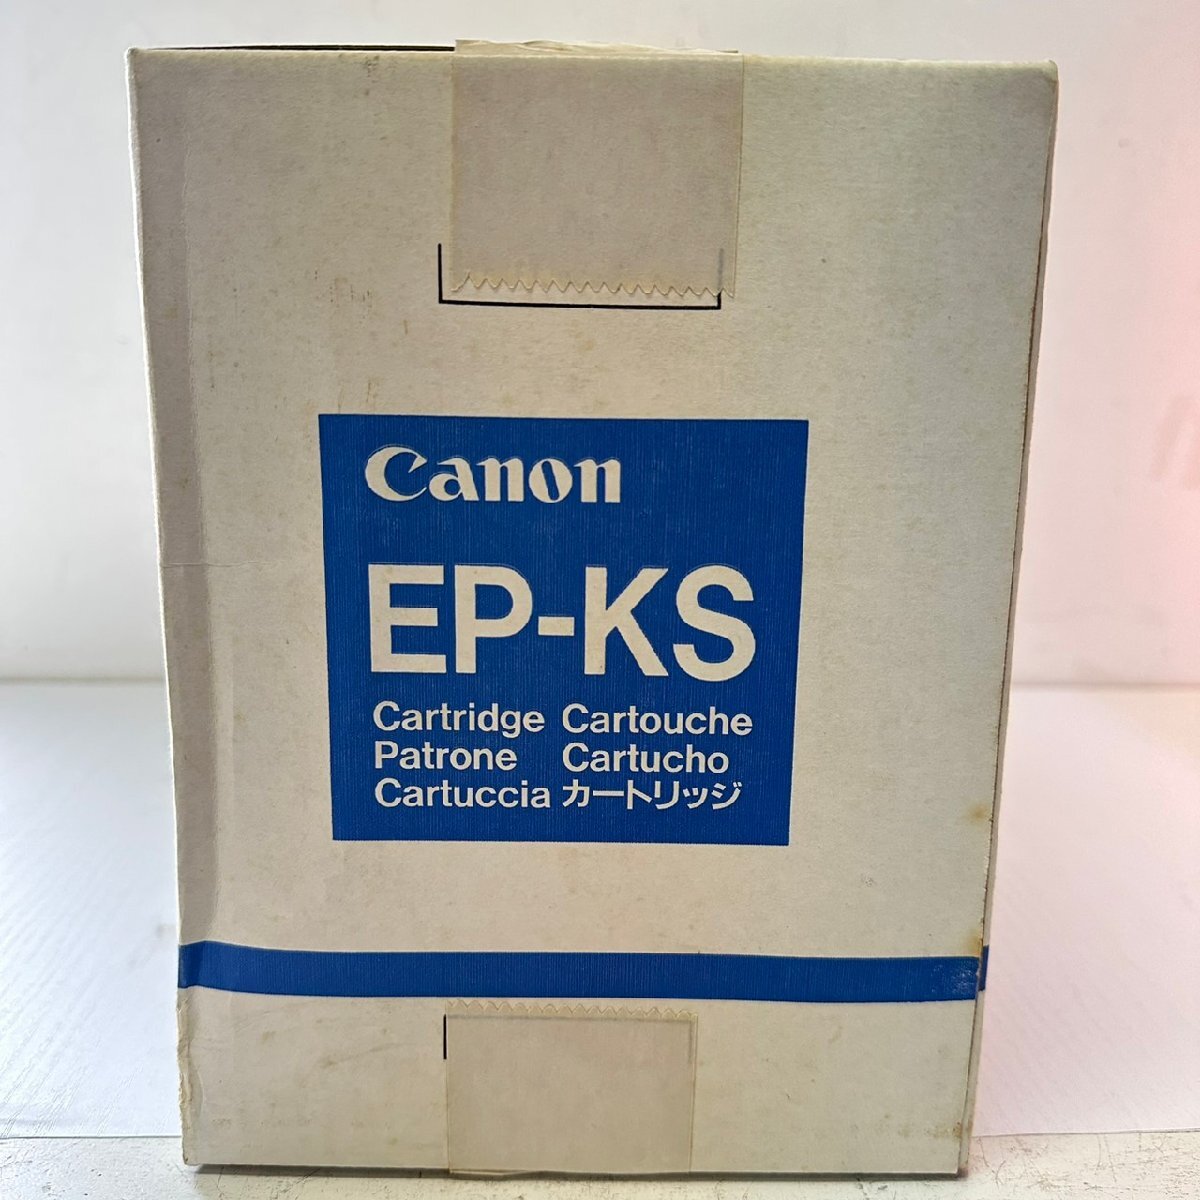 Canon
EP-KS
Cartridge Cartouche
Patrone Cartucho
Cartuccia カートリッジ